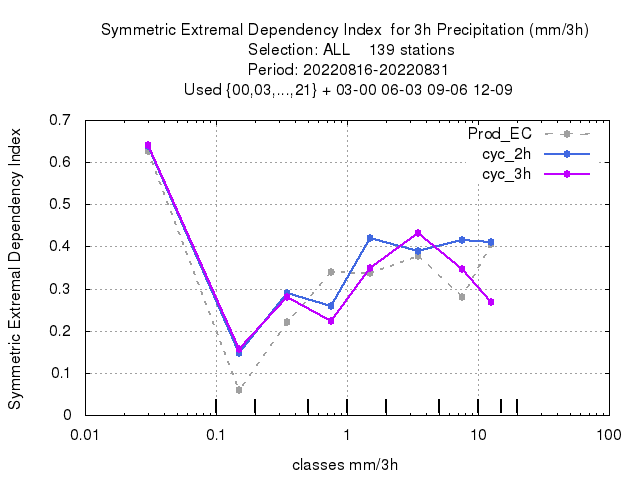 Symmetric Extremal Dependency Index  for 3h Precipitation (mm/3h)
Selection: ALL    139 stations
Period: 20220816-20220831
Used {00,03,...,21} + 03-00 06-03 09-06 12-09
Symmetric Extremal Dependency Index
0.7
0.6
0.5
0.4
0.3
0.2
0.1
0
Prod_EC
cyc_2h
cyc_3h
0.01 0.1 1 10 100
classes mm/3h